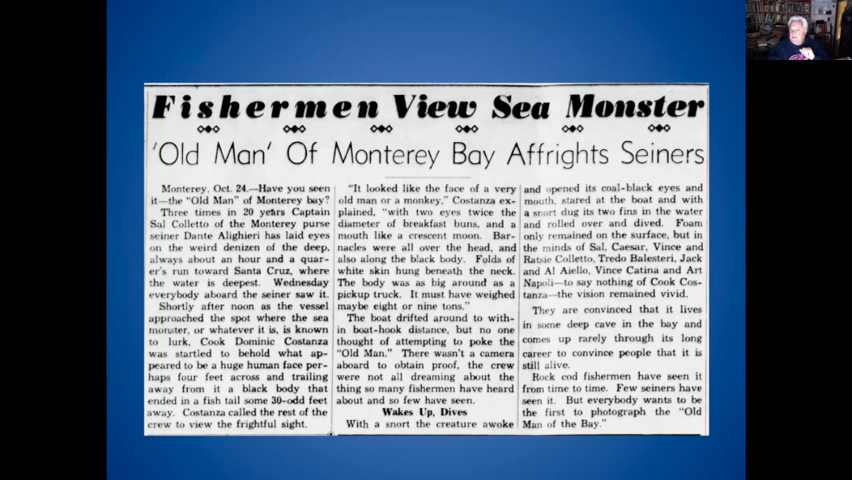 Fishermen View Sea Monster
'Old Man' Of Monterey Bay Affrights Seiners
Monterey, Oct. 24.—Have you seen
it—the "Old Man" of Monterey bay?
Three times in 20 years Captain
Sal Colletto of the Monterey purse
seiner Dante Alighieri has laid eyes
on the weird denizen of the deep,
always about an hour and a quar-
er's run toward Santa Cruz, where
the water is deepest. Wednesday
everybody aboard the seiner saw it.
Shortly after noon as the vessel
approached the spot where the sea
monster, or whatever it is, is known
to lurk, Cook Dominic Costanza
was startled to behold what ap-
peared to be a huge human face per-
haps four feet across and trailing
away from it a black body that
ended in a fish tail some 30-odd feet
away. Costanza called the rest of the
crew to view the frightful sight.
"It looked like the face of a very
old man or a monkey," Costanza ex-
plained, "with two eyes twice the
diameter of breakfast buns, and a
mouth like a crescent moon. Bar-
nacles were all over the head, and
also along the black body. Folds of
white skin hung beneath the neck.
The body was as big around as a
pickup truck. It must have weighed
maybe eight or nine tons."
The boat drifted around to with-
in boat-hook distance, but no one
thought of attempting to poke the
"Old Man." There wasn't a camera
aboard to obtain proof, the crew
were not all dreaming about the
thing so many fishermen have heard
about and so few have seen.
Wakes Up, Dives
With a snort the creature awoke
and opened its coal-black eyes and
mouth, stared at the boat and with
a snort dug its two fins in the water
and rolled over and dived. Foam
only remained on the surface, but in
the minds of Sal, Caesar, Vince and
Ratsie Colletto, Tredo Balesteri, Jack
and Al Aiello, Vince Catina and Art
Napoli—to say nothing of Cook Cos-
tanza—the vision remained vivid.
They are convinced that it lives
in some deep cave in the bay and
comes up rarely through its long
career to convince people that it is
still alive.
Rock cod fishermen have seen it
from time to time. Few seiners have
seen it. But everybody wants to be
the first to photograph the "Old
Man of the Bay."